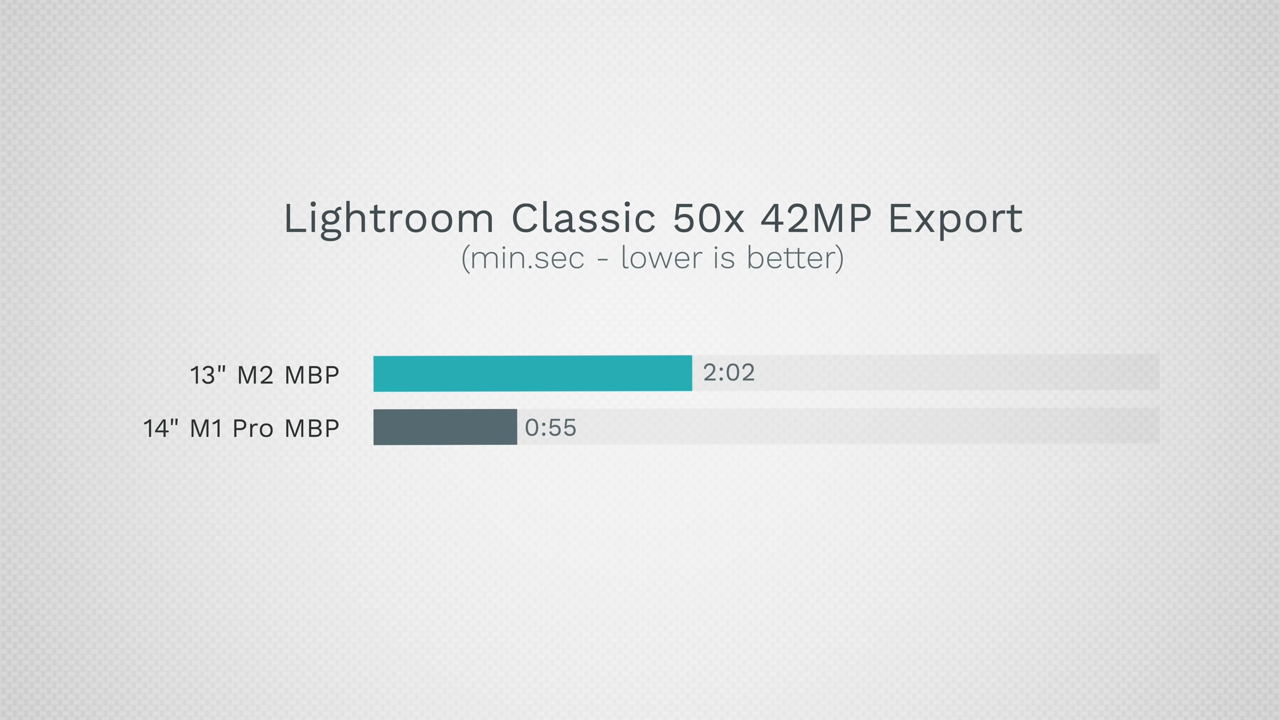 Lightroom Classic 50x 42MP Export
(min.sec - lower is better)
13" M2 MBP 2:02
14" M1 Pro MBP 0:55